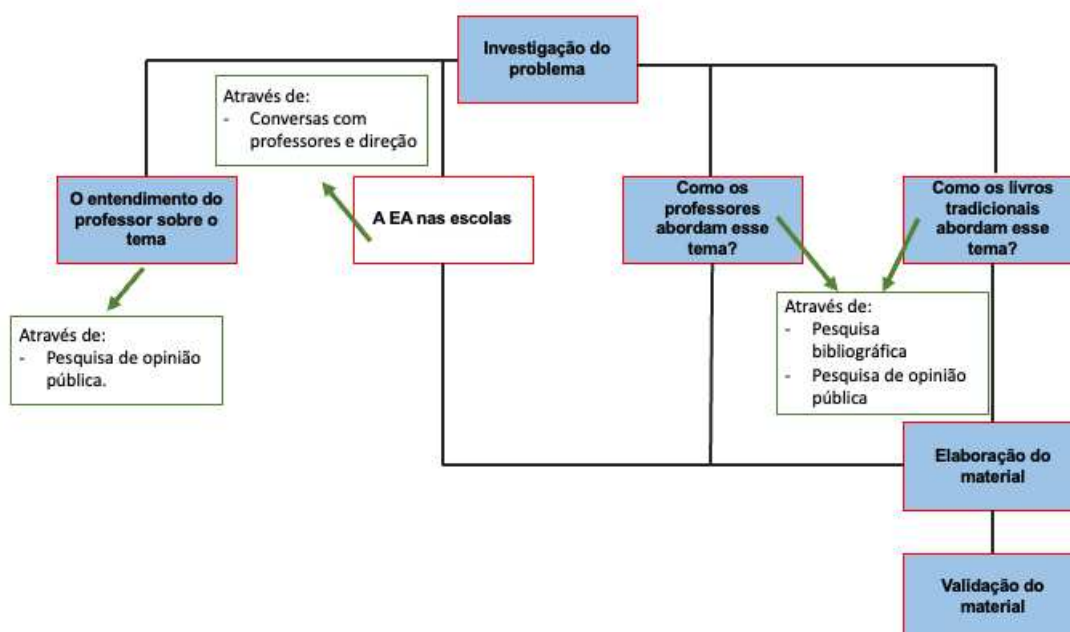 Investigação do
problema
Através de:
- Conversas com
professores e direção
O entendimento do
professor sobre o
tema
A EA nas escolas
Como os
professores
abordam esse
tema?
Como os livros
tradicionais
abordam esse
tema?
Através de:
- Pesquisa de opinião
pública.
Através de:
- Pesquisa
bibliográfica
- Pesquisa de opinião
pública
Elaboração do
material
Validação do
material